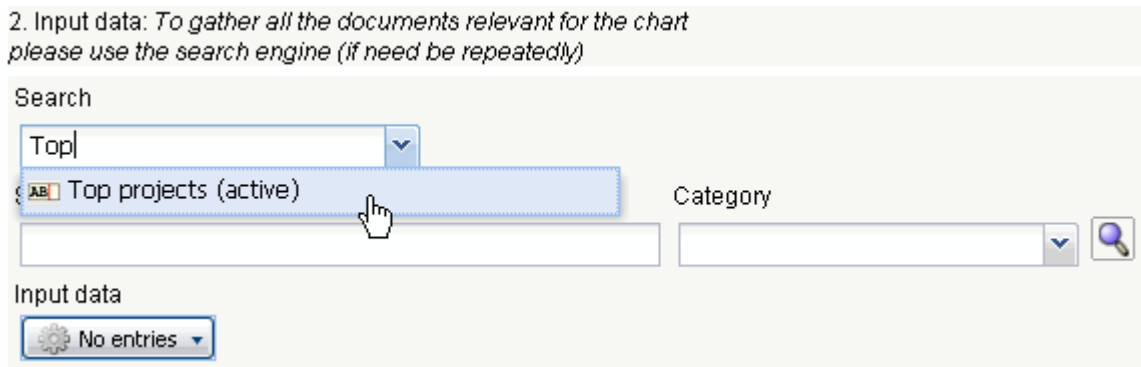 2. Input data: To gather all the documents relevant for the chart
please use the search engine (if need be repeatedly)
Search
Top
AB Top projects (active)
Category
Input data
No entries